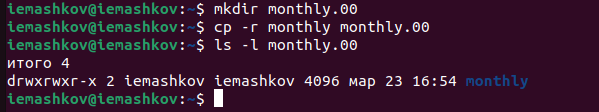 iemashkov@iemashkov:~$ mkdir monthly.00
iemashkov@iemashkov:~$ cp -r monthly monthly.00
iemashkov@iemashkov:~$ ls -l monthly.00
итого 4
drwxrwxr-x 2 iemashkov iemashkov 4096 мар 23 16:54 monthly
iemashkov@iemashkov:~$